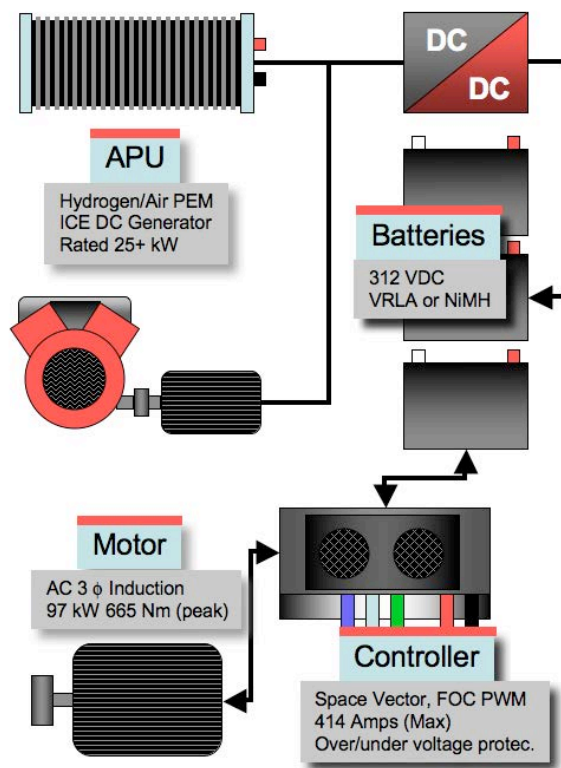 DC
DC
APU
Hydrogen/Air PEM
ICE DC Generator
Rated 25+ kW
Batteries
312 VDC
VRLA or NiMH
Motor
AC 3 ϕ Induction
97 kW 665 Nm (peak)
Controller
Space Vector, FOC PWM
414 Amps (Max)
Over/under voltage protec.